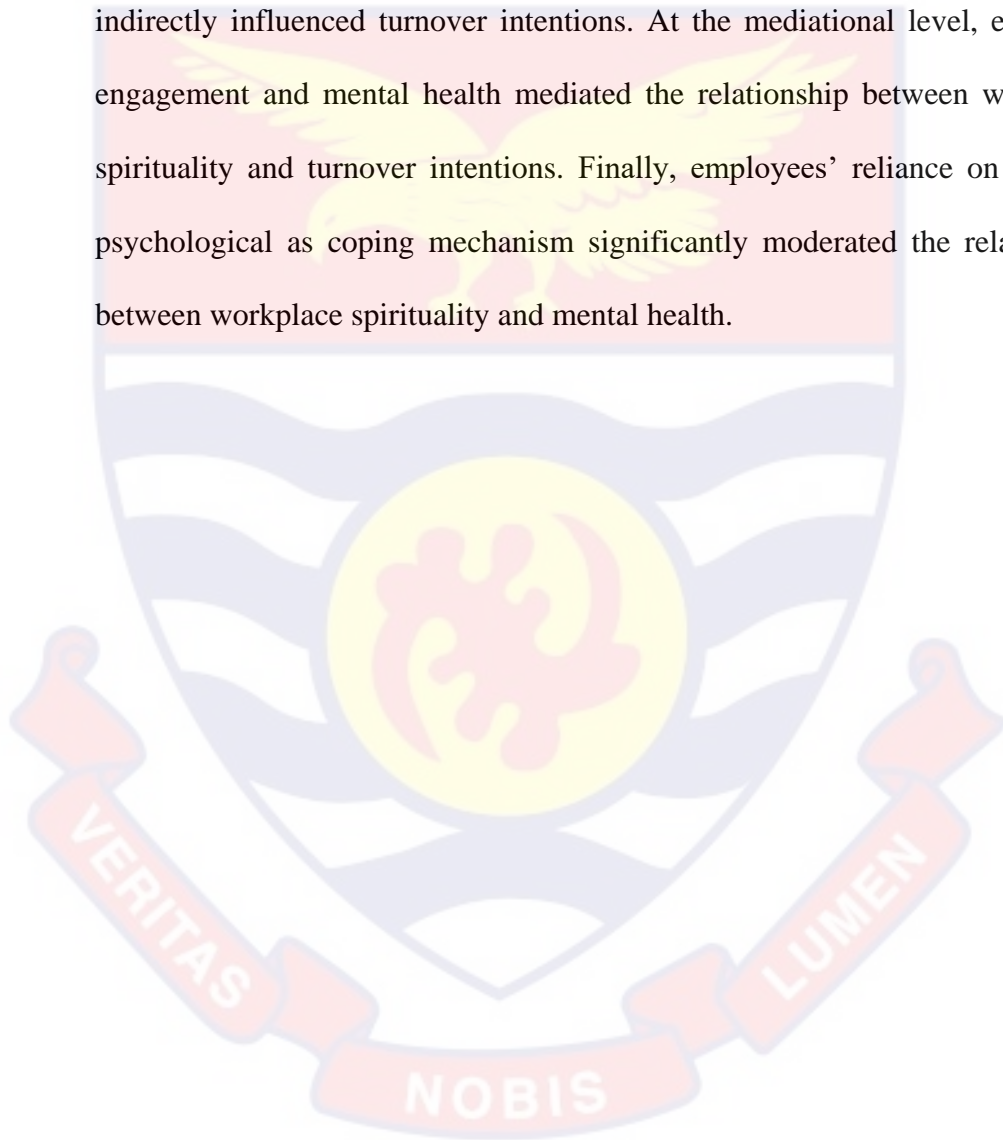 indirectly influenced turnover intentions. At the mediational level,
engagement and mental health mediated the relationship between
spirituality and turnover intentions. Finally, employees’ reliance on
psychological as coping mechanism significantly moderated the
between workplace spirituality and mental health.
VERITAS
NOBIS
LUMEN